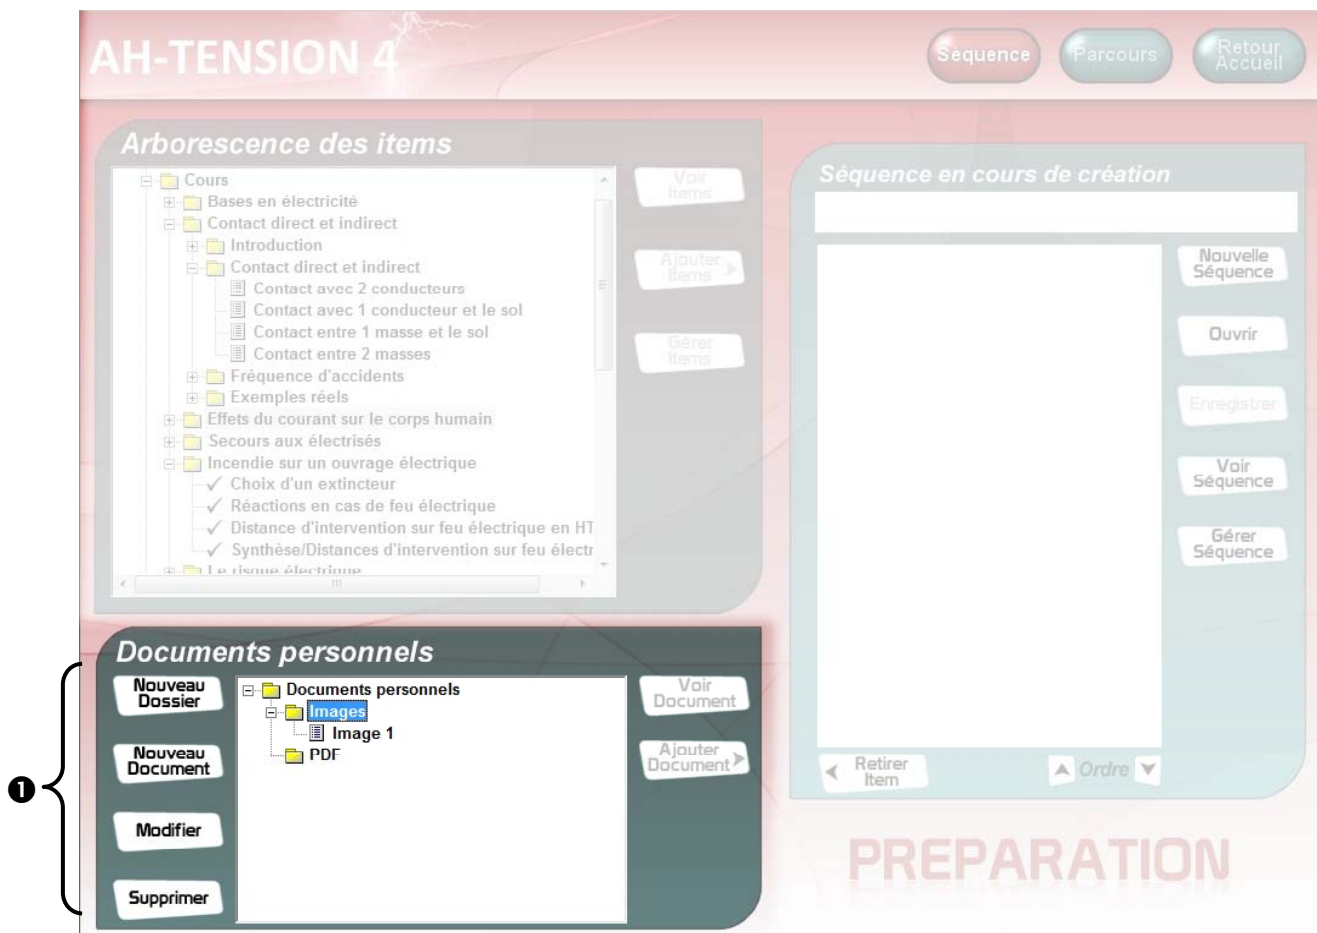 AH-TENSION 4
Séquence
Parcours
Retour
Accueil
Arborescence des items
Cours
Bases en électricité
Contact direct et indirect
Introduction
Contact direct et indirect
Contact avec 2 conducteurs
Contact avec 1 conducteur et le sol
Contact entre 1 masse et le sol
Contact entre 2 masses
Fréquence d'accidents
Exemples réels
Effets du courant sur le corps humain
Secours aux électrisés
Incendie sur un ouvrage électrique
Choix d'un extincteur
Réactions en cas de feu électrique
Distance d'intervention sur feu électrique en HT
Synthèse/Distances d'intervention sur feu électr
Le risque électrique
Voir
Items
Ajouter
Items
Gérer
Items
Séquence en cours de création
Nouvelle
Séquence
Ouvrir
Enregistrer
Voir
Séquence
Gérer
Séquence
Retirer
Item
Ordre
Documents personnels
Nouveau
Dossier
Nouveau
Document
Modifier
Supprimer
Documents personnels
Images
Image 1
PDF
Voir
Document
Ajouter
Document
❶
PREPARATION